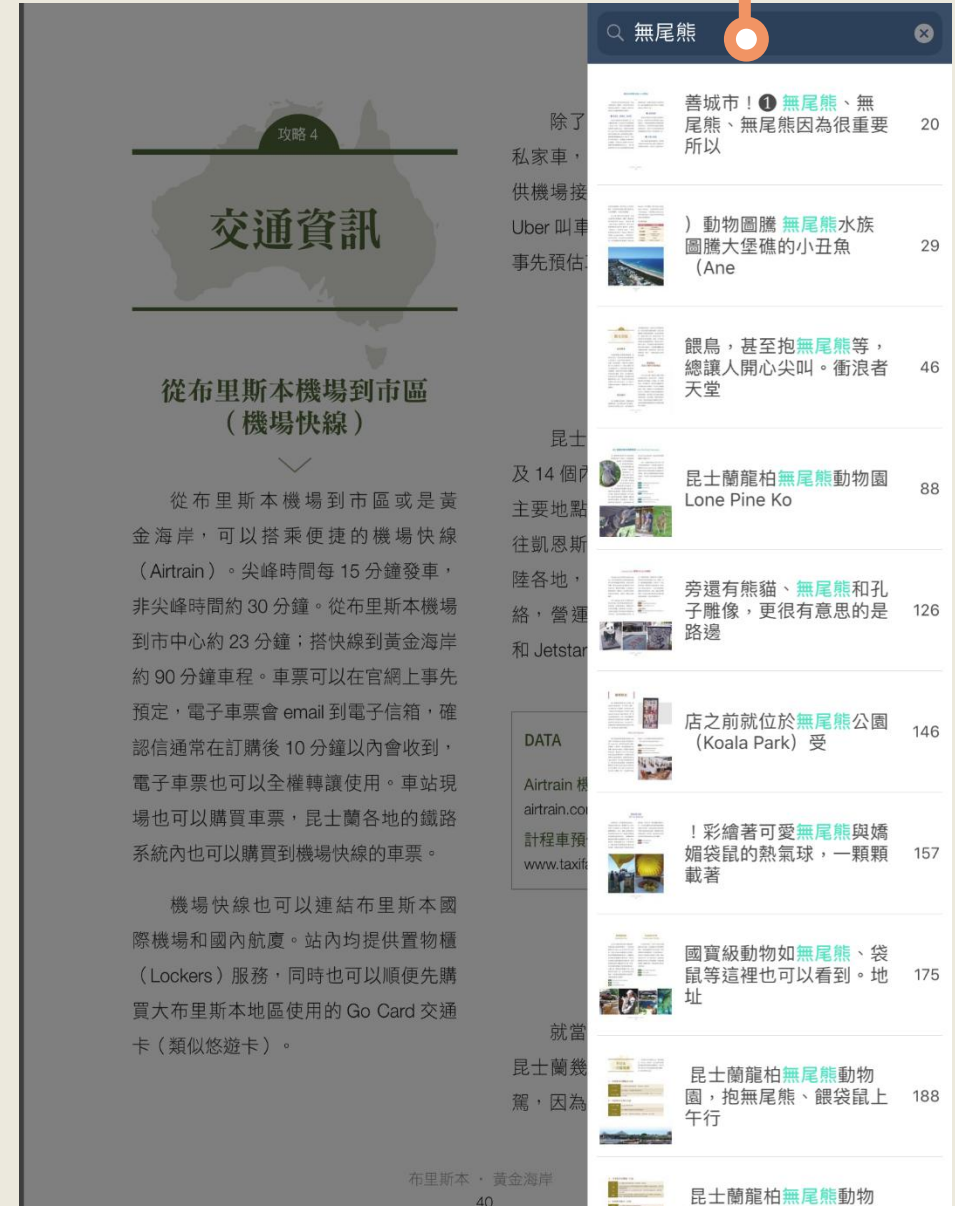 攻略 4
交通資訊
從布里斯本機場到市區
（機場快線）
從布里斯本機場到市區或是黃
金海岸，可以搭乘便捷的機場快線
（Airtrain）。尖峰時間每 15 分鐘發車，
非尖峰時間約 30 分鐘。從布里斯本機場
到市中心約 23 分鐘；搭快線到黃金海岸
約 90 分鐘車程。車票可以在官網上事先
預定，電子車票會 email 到電子信箱，確
認信通常在訂購後 10 分鐘以內會收到，
電子車票也可以全權轉讓使用。車站現
場也可以購買車票，昆士蘭各地的鐵路
系統內也可以購買到機場快線的車票。
機場快線也可以連結布里斯本國
際機場和國內航廈。站內均提供置物櫃
（Lockers）服務，同時也可以順便先購
買大布里斯本地區使用的 Go Card 交通
卡（類似悠遊卡）。
除了
私家車，
供機場接
Uber 叫車
事先預估
昆士
及 14 個內
主要地點
往凱恩斯
陸各地，
絡，營運
和 Jetstar
DATA
Airtrain 機
airtrain.co
計程車預
www.taxifa
就當
昆士蘭幾
駕，因為
布里斯本 · 黃金海岸
40
無尾熊
善城市！❶ 無尾熊、無
尾熊、無尾熊因為很重要
所以
20
）動物圖騰 無尾熊水族
圖騰大堡礁的小丑魚
（Ane
29
餵鳥，甚至抱無尾熊等，
總讓人開心尖叫。衝浪者
天堂
46
昆士蘭龍柏無尾熊動物園
Lone Pine Ko
88
旁還有熊貓、無尾熊和孔
子雕像，更很有意思的是
路邊
126
店之前就位於無尾熊公園
（Koala Park）受
146
！彩繪著可愛無尾熊與嬌
媚袋鼠的熱氣球，一顆顆
載著
157
國寶級動物如無尾熊、袋
鼠等這裡也可以看到。地
址
175
昆士蘭龍柏無尾熊動物
園，抱無尾熊、餵袋鼠上
午行
188
昆士蘭龍柏無尾熊動物